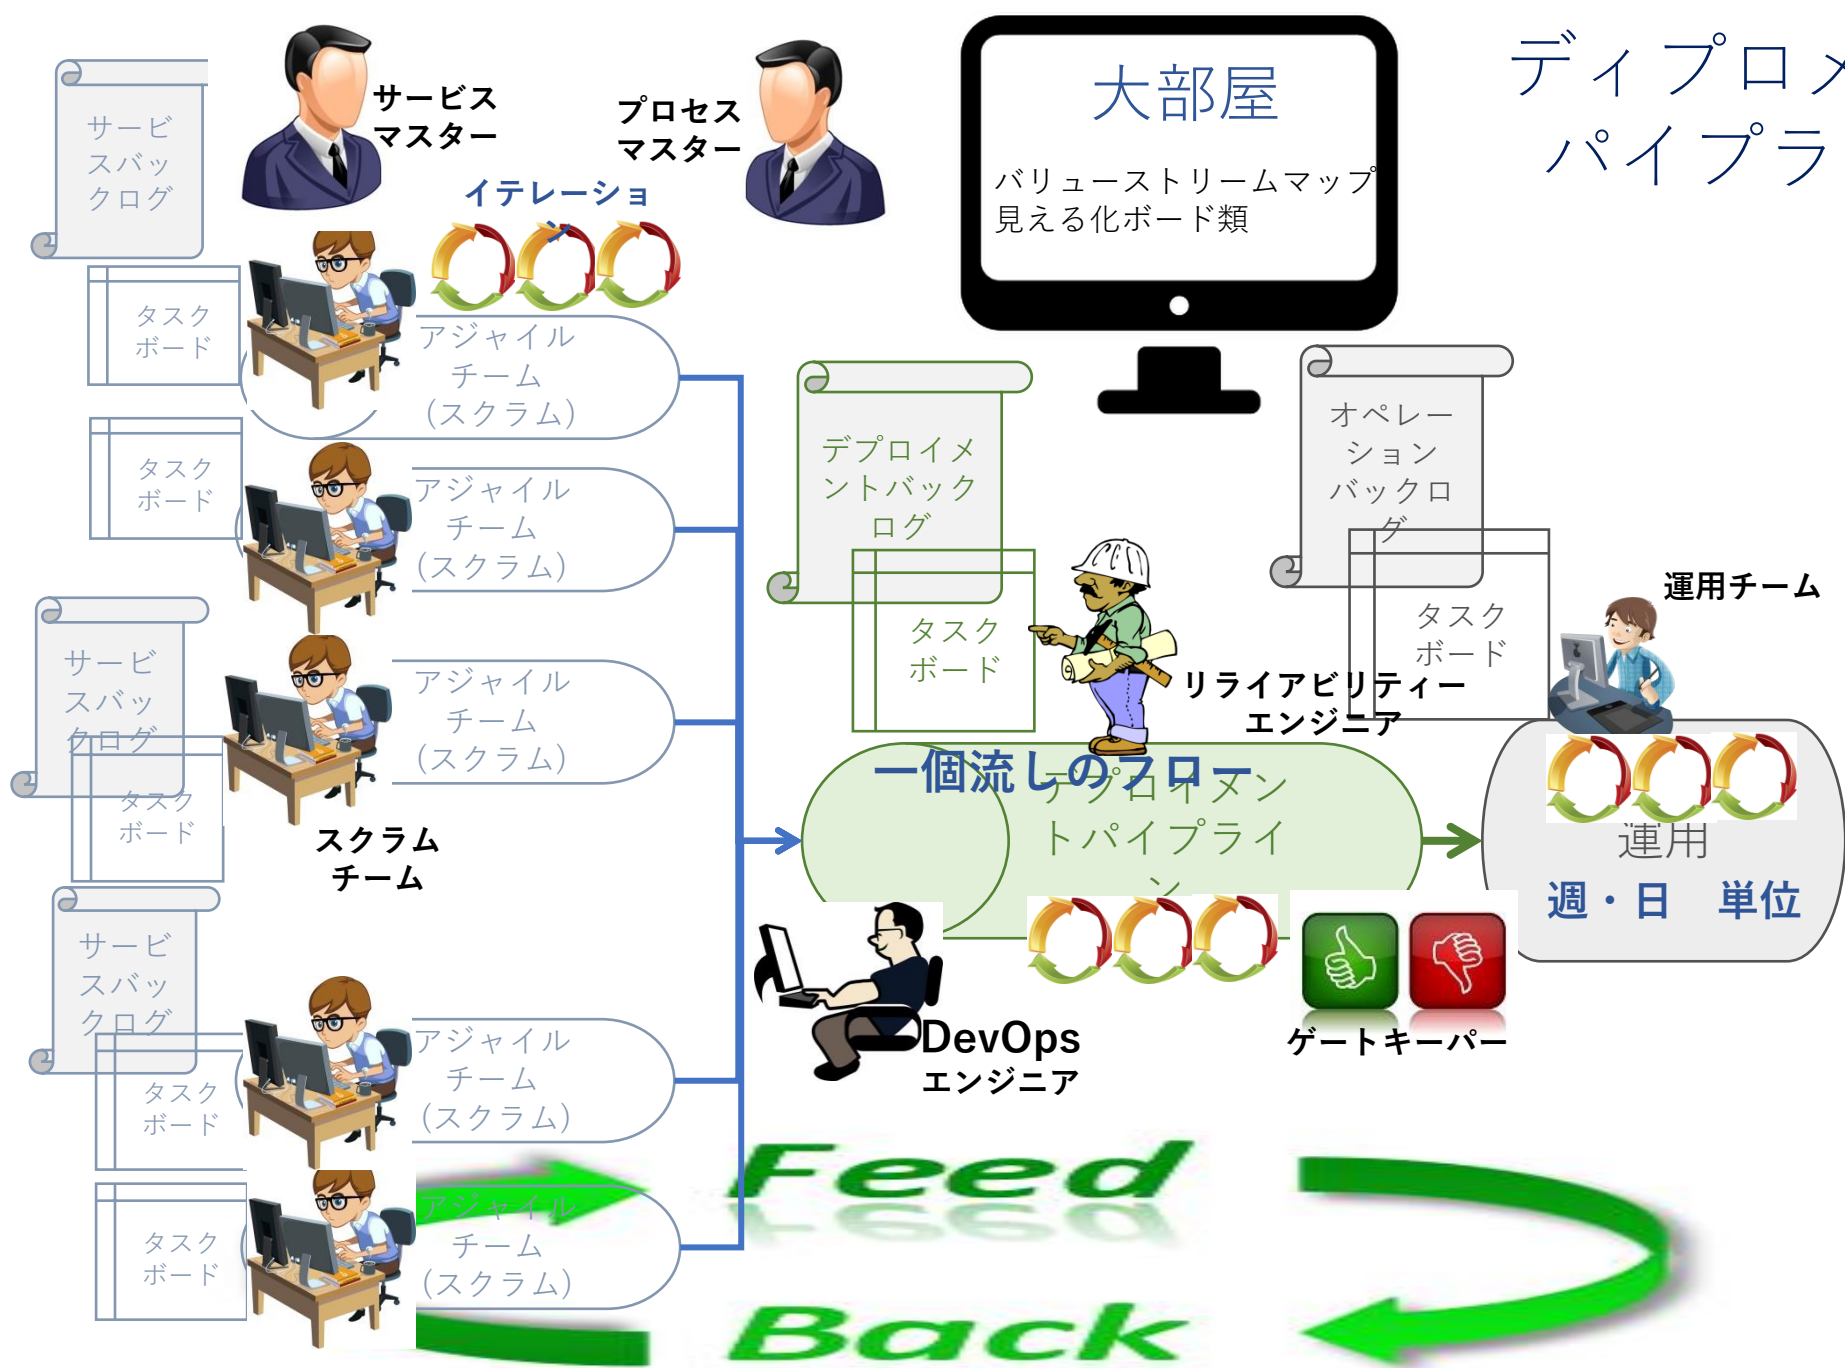 ディプロメ
パイプラ
サービス
マスター
プロセス
マスター
大部屋
バリューストリームマップ
見える化ボード類
サービ
スバッ
クログ
イテレーショ
ン
タスク
ボード
アジャイル
チーム
(スクラム)
タスク
ボード
アジャイル
チーム
(スクラム)
サービ
スバッ
クログ
タスク
ボード
アジャイル
チーム
(スクラム)
スクラム
チーム
サービ
スバッ
クログ
タスク
ボード
アジャイル
チーム
(スクラム)
タスク
ボード
アジャイル
チーム
(スクラム)
デプロイメ
ントバック
ログ
タスク
ボード
リライアビリティー
エンジニア
オペレー
ション
バックロ
グ
タスク
ボード
運用チーム
一個流しのフロー
デプロイメン
トパイプライ
ン
運用
週・日 単位
DevOps
エンジニア
ゲートキーパー
Feed
Back